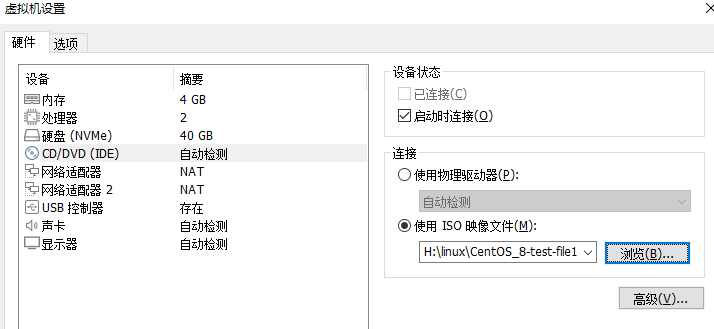 虚拟机设置
硬件 选项
设备 摘要
内存 4 GB
处理器 2
硬盘 (NVMe) 40 GB
CD/DVD (IDE) 自动检测
网络适配器 NAT
网络适配器 2 NAT
USB 控制器 存在
声卡 自动检测
显示器 自动检测
设备状态
已连接(C)
启动时连接(O)
连接
使用物理驱动器(P):
自动检测
使用 ISO 映像文件(M):
H:\linux\CentOS_8-test-file1
浏览(B)...
高级(V)...